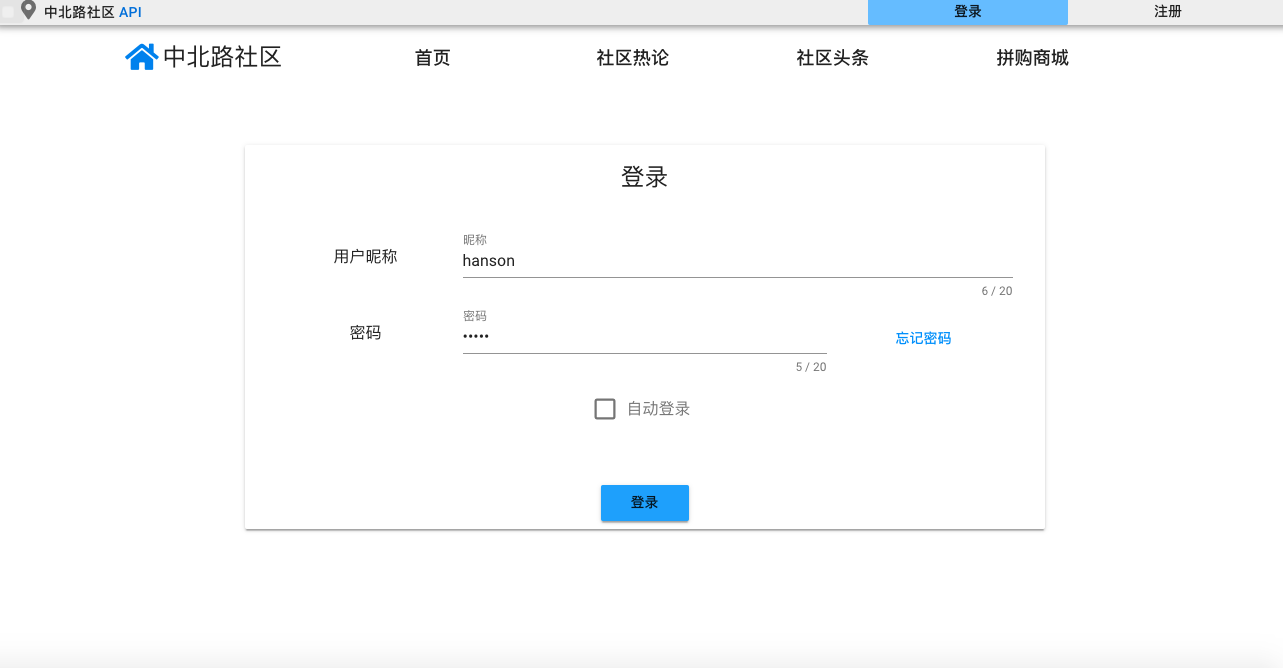 中北路社区 API 登录 注册
中北路社区 首页 社区热论 社区头条 拼购商城
登录
昵称
用户昵称 hanson
6 / 20
密码
密码 ••••• 忘记密码
5 / 20
自动登录
登录